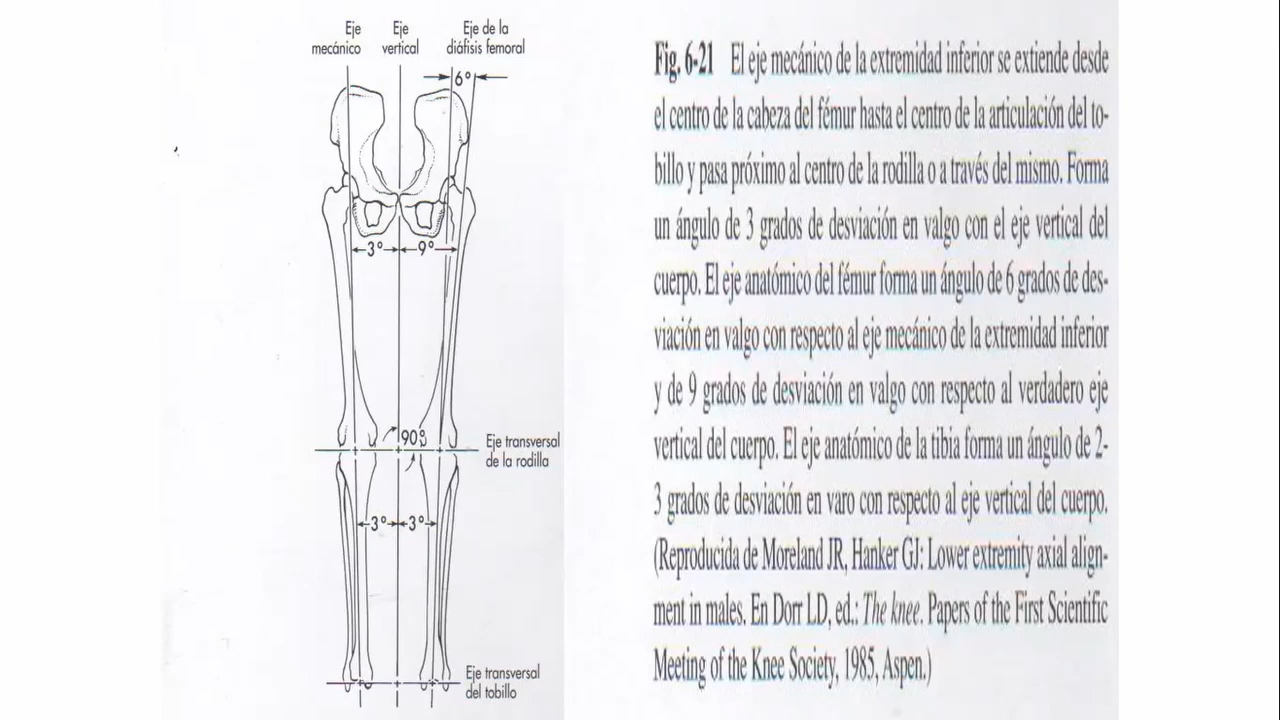 Eje
mecánico
Eje
vertical
Eje de la
diáfisis femoral
6°
3°
9°
90°
Eje transversal
de la rodilla
3°
3°
Eje transversal
del tobillo
Fig. 6-21 El eje mecánico de la extremidad inferior se extiende desde
el centro de la cabeza del fémur hasta el centro de la articulación del to-
billo y pasa próximo al centro de la rodilla o a través del mismo. Forma
un ángulo de 3 grados de desviación en valgo con el eje vertical del
cuerpo. El eje anatómico del fémur forma un ángulo de 6 grados de des-
viación en valgo con respecto al eje mecánico de la extremidad inferior
y de 9 grados de desviación en valgo con respecto al verdadero eje
vertical del cuerpo. El eje anatómico de la tibia forma un ángulo de 2-
3 grados de desviación en varo con respecto al eje vertical del cuerpo.
(Reproducida de Moreland JR, Hanker GJ: Lower extremity axial align-
ment in males. En Dorr LD, ed.: The knee. Papers of the First Scientific
Meeting of the Knee Society, 1985, Aspen.)